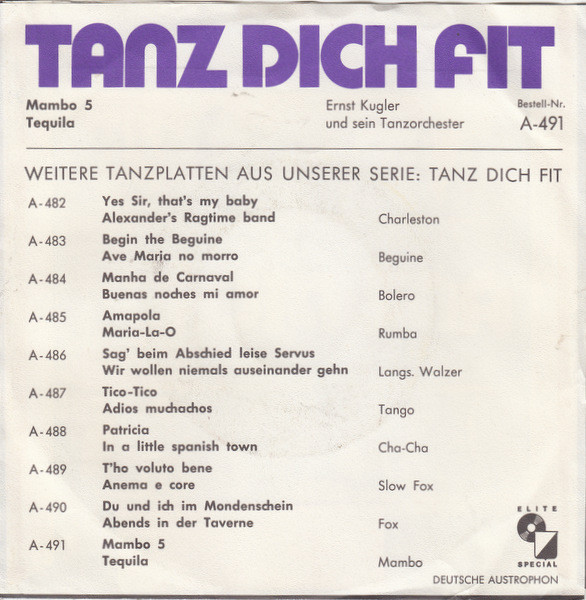 TANZ DICH FIT
Mambo 5 Ernst Kugler Bestell-Nr.
Tequila und sein Tanzorchester A-491
WEITERE TANZPLATTEN AUS UNSERER SERIE: TANZ DICH FIT
A-482 Yes Sir, that's my baby
Alexander's Ragtime band Charleston
A-483 Begin the Beguine
Ave Maria no morro Beguine
A-484 Manha de Carnaval
Buenas noches mi amor Bolero
A-485 Amapola
Maria-La-O Rumba
A-486 Sag' beim Abschied leise Servus
Wir wollen niemals auseinander gehn Langs. Walzer
A-487 Tico-Tico
Adios muchachos Tango
A-488 Patricia
In a little spanish town Cha-Cha
A-489 T'ho voluto bene
Anema e core Slow Fox
A-490 Du und ich im Mondenschein
Abends in der Taverne Fox
A-491 Mambo 5
Tequila Mambo
ELITE
SPECIAL
DEUTSCHE AUSTROPHON